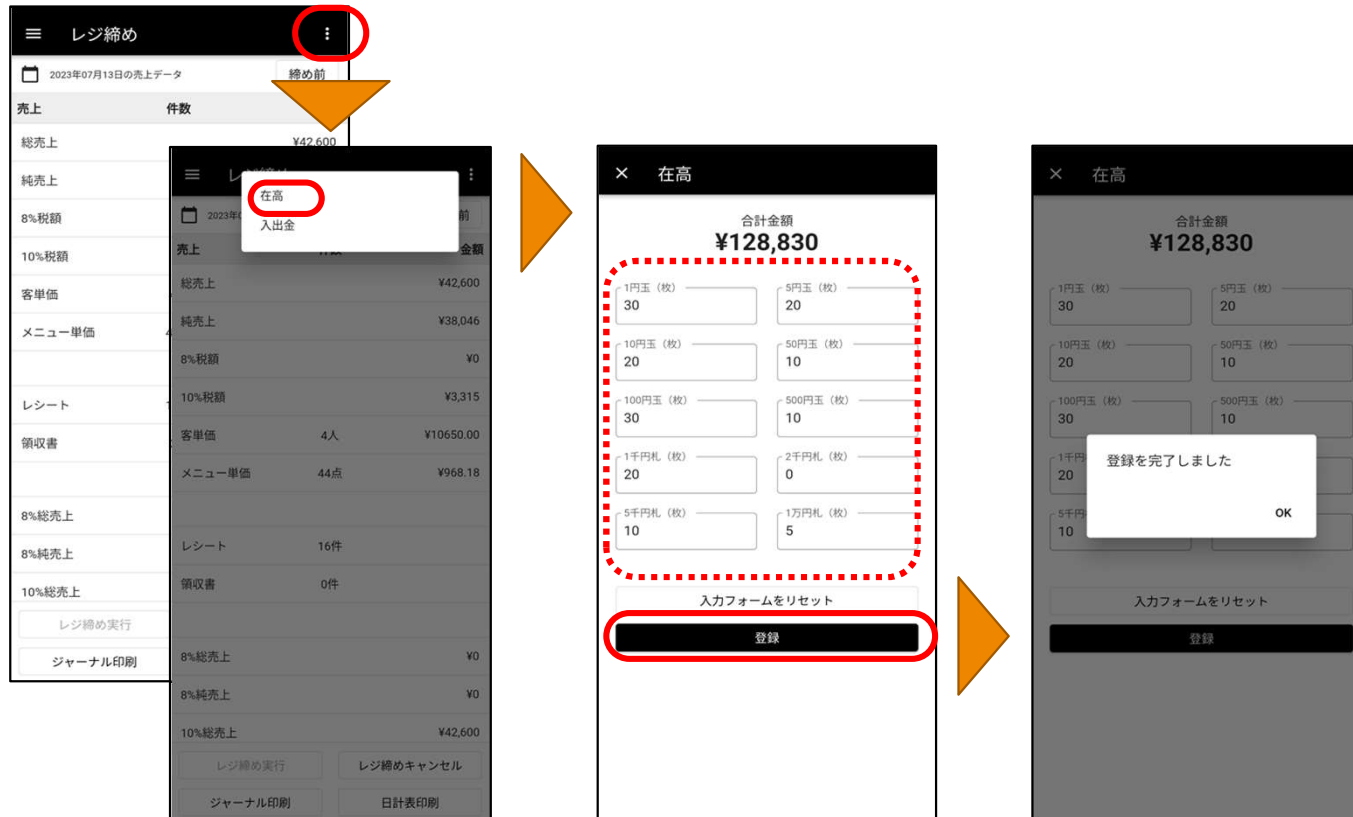 レジ締め
2023年07月13日の売上データ
締め前
売上 件数
総売上 ¥42,600
純売上
8%税額
10%税額
客単価
メニュー単価
レシート
領収書
8%総売上
8%純売上
10%総売上
レジ締め実行
ジャーナル印刷
在高
入出金
売上 金額
総売上 ¥42,600
純売上 ¥38,046
8%税額 ¥0
10%税額 ¥3,315
客単価 4人 ¥10650.00
メニュー単価 44点 ¥968.18
レシート 16件
領収書 0件
8%総売上 ¥0
8%純売上 ¥0
10%総売上 ¥42,600
レジ締め実行 レジ締めキャンセル
ジャーナル印刷 日計表印刷
× 在高
合計金額
¥128,830
1円玉（枚） 5円玉（枚）
30 20
10円玉（枚） 50円玉（枚）
20 10
100円玉（枚） 500円玉（枚）
30 10
1千円札（枚） 2千円札（枚）
20 0
5千円札（枚） 1万円札（枚）
10 5
入力フォームをリセット
登録
× 在高
合計金額
¥128,830
1円玉（枚） 5円玉（枚）
30 20
10円玉（枚） 50円玉（枚）
20 10
100円玉（枚） 500円玉（枚）
30 10
1千円
20
登録を完了しました
OK
5千円
10
入力フォームをリセット
登録